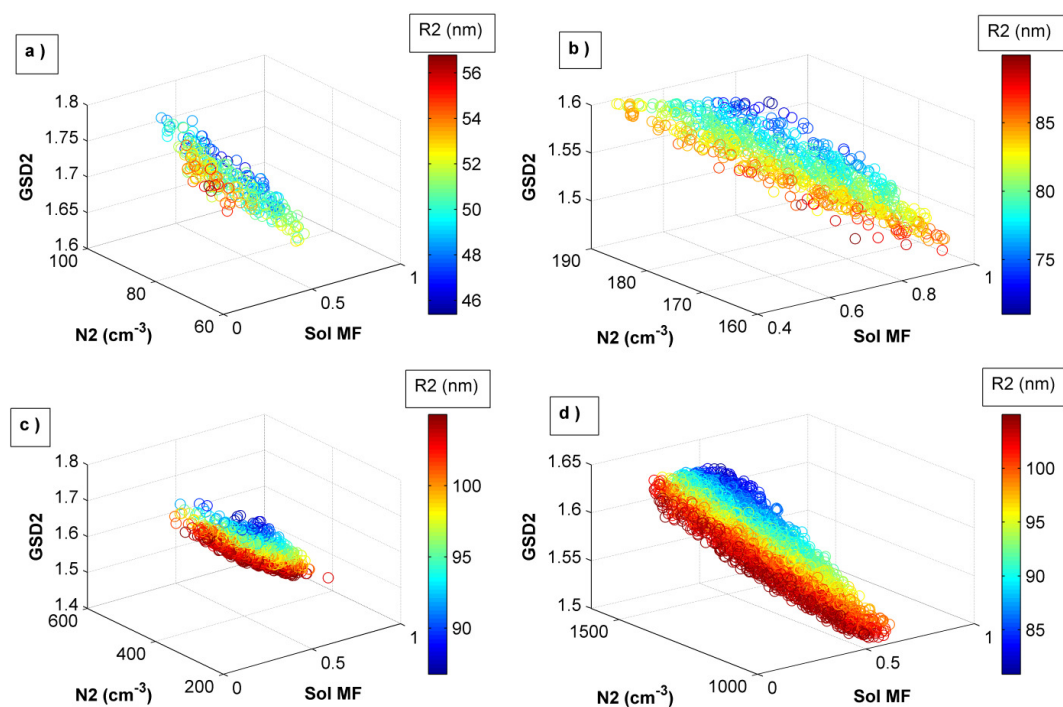 a )
R2 (nm)
1.8
1.75
1.7
1.65
1.6
GSD2
100
80
60
N2 (cm-3)
0
0.5
1
Sol MF
56
54
52
50
48
46
b )
R2 (nm)
1.6
1.55
1.5
GSD2
190
180
170
160
N2 (cm-3)
0.4
0.6
0.8
1
Sol MF
85
80
75
c )
R2 (nm)
1.8
1.7
1.6
1.5
1.4
GSD2
600
400
200
N2 (cm-3)
0
0.5
1
Sol MF
100
95
90
d )
R2 (nm)
1.65
1.6
1.55
1.5
GSD2
1500
1000
N2 (cm-3)
0
0.5
1
Sol MF
100
95
90
85